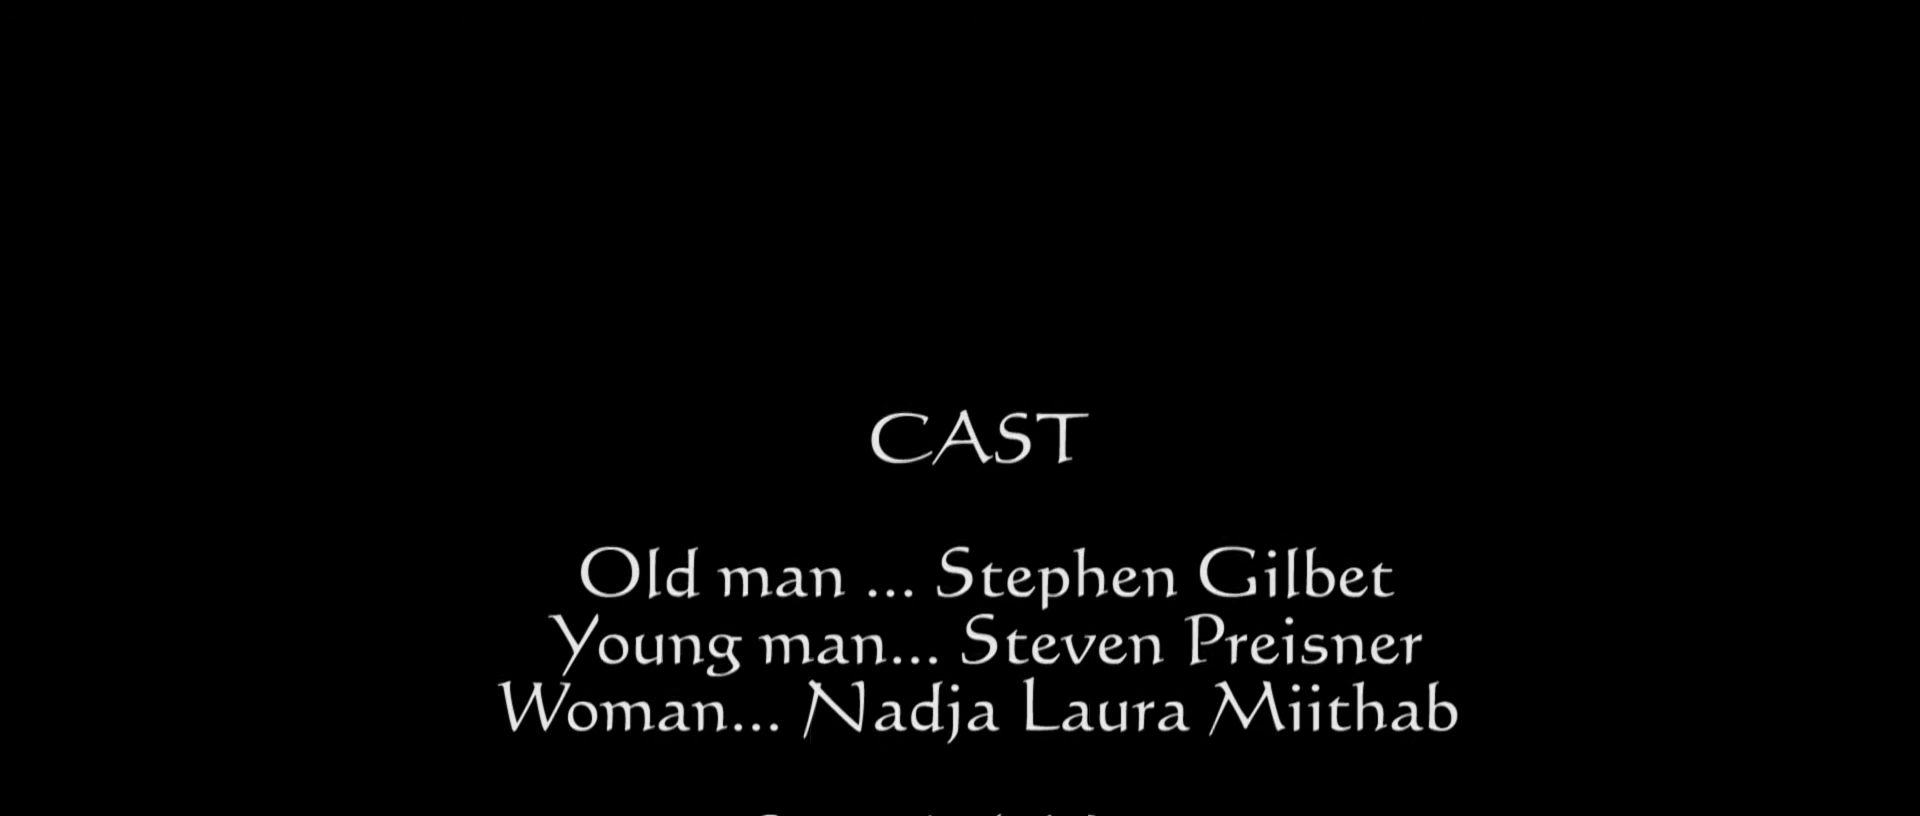 CAST
Old man ... Stephen Gilbet
Young man... Steven Preisner
Woman... Nadja Laura Miithab